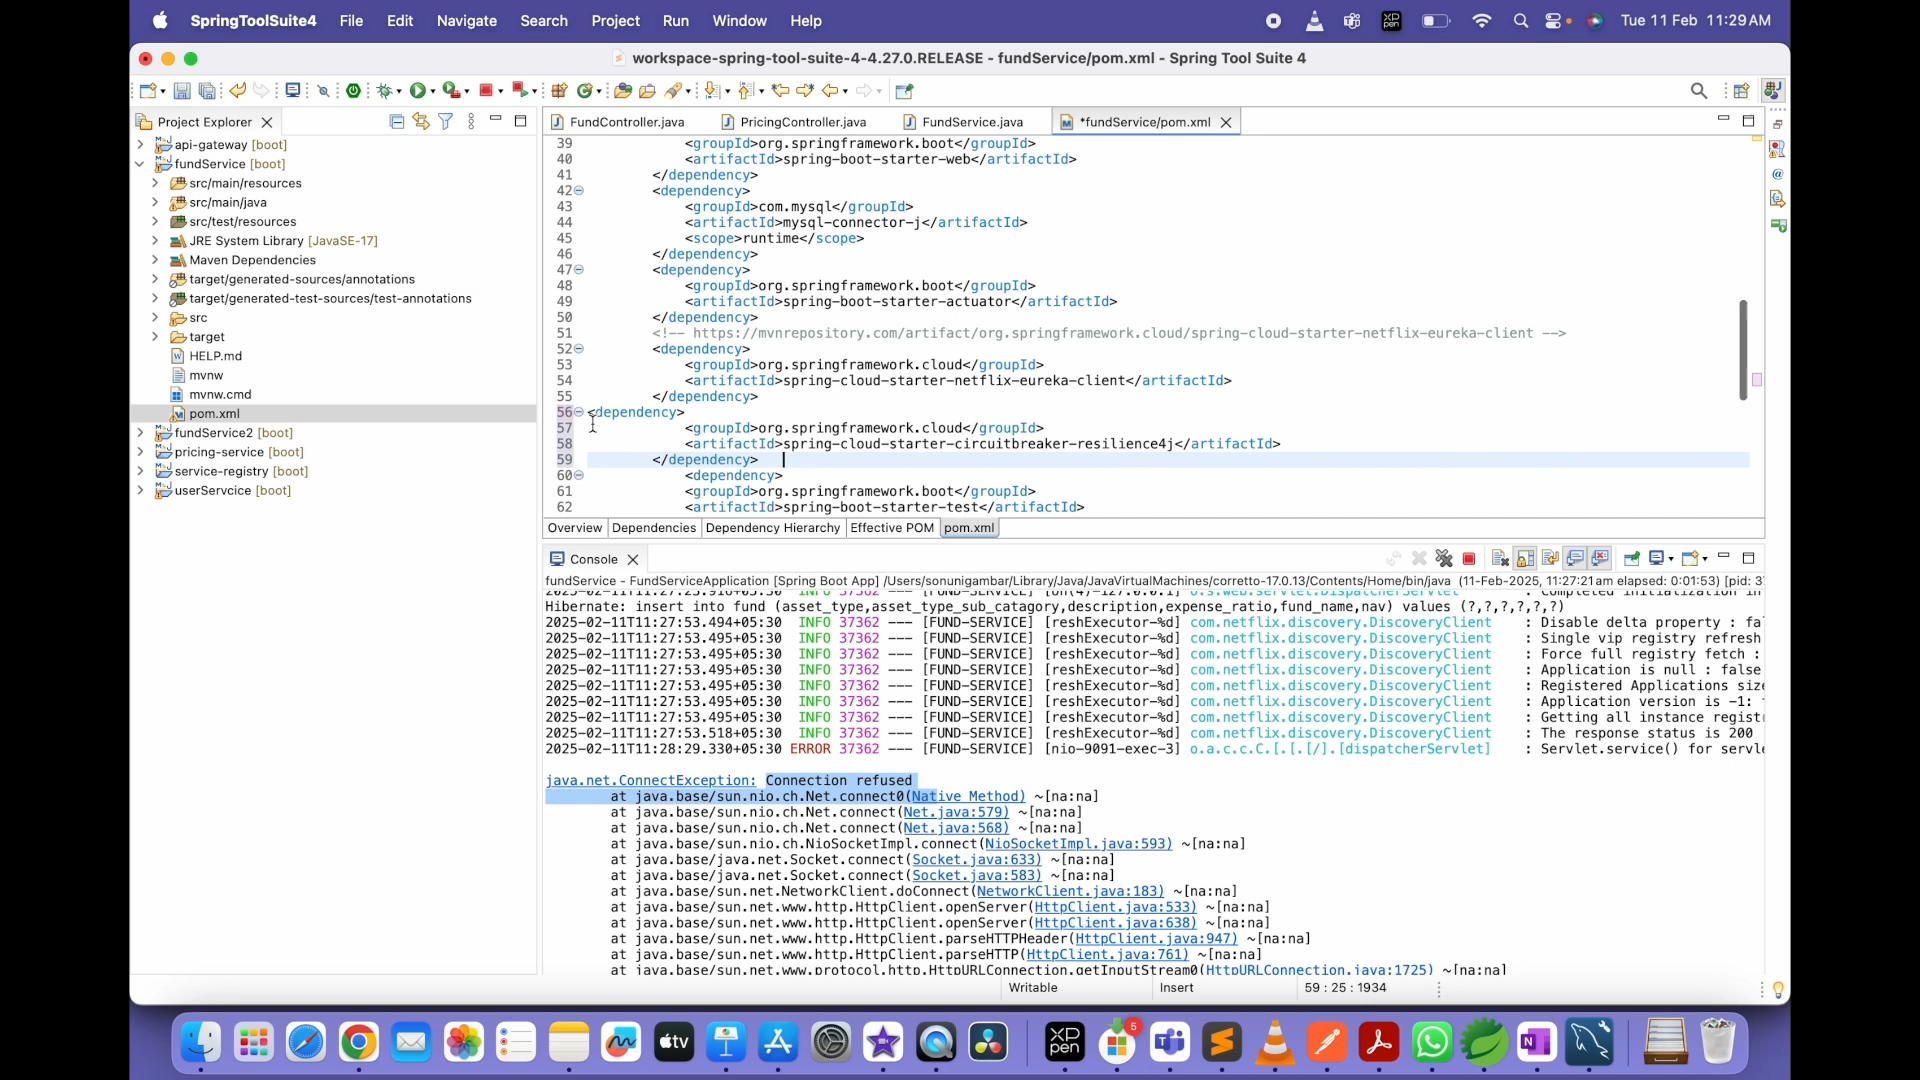 SpringToolSuite4 File Edit Navigate Search Project Run Window Help Tue 11 Feb 11:29 AM
workspace-spring-tool-suite-4-4.27.0.RELEASE - fundService/pom.xml - Spring Tool Suite 4
Project Explorer
api-gateway [boot]
fundService [boot]
src/main/resources
src/main/java
src/test/resources
JRE System Library [JavaSE-17]
Maven Dependencies
target/generated-sources/annotations
target/generated-test-sources/test-annotations
src
target
HELP.md
mvnw
mvnw.cmd
pom.xml
fundService2 [boot]
pricing-service [boot]
service-registry [boot]
userServcice [boot]
FundController.java PricingController.java FundService.java *fundService/pom.xml
39 <groupId>org.springframework.boot</groupId>
40 <artifactId>spring-boot-starter-web</artifactId>
41 </dependency>
42 <dependency>
43 <groupId>com.mysql</groupId>
44 <artifactId>mysql-connector-j</artifactId>
45 <scope>runtime</scope>
46 </dependency>
47 <dependency>
48 <groupId>org.springframework.boot</groupId>
49 <artifactId>spring-boot-starter-actuator</artifactId>
50 </dependency>
51 <!-- https://mvnrepository.com/artifact/org.springframework.cloud/spring-cloud-starter-netflix-eureka-client -->
52 <dependency>
53 <groupId>org.springframework.cloud</groupId>
54 <artifactId>spring-cloud-starter-netflix-eureka-client</artifactId>
55 </dependency>
56 <dependency>
57 <groupId>org.springframework.cloud</groupId>
58 <artifactId>spring-cloud-starter-circuitbreaker-resilience4j</artifactId>
59 </dependency>
60 <dependency>
61 <groupId>org.springframework.boot</groupId>
62 <artifactId>spring-boot-starter-test</artifactId>
Overview Dependencies Dependency Hierarchy Effective POM pom.xml
Console
fundService - FundServiceApplication [Spring Boot App] /Users/sonunigambar/Library/Java/JavaVirtualMachines/corretto-17.0.13/Contents/Home/bin/java (11-Feb-2025, 11:27:21 am elapsed: 0:01:53) [pid: 3
Hibernate: insert into fund (asset_type,asset_type_sub_catagory,description,expense_ratio,fund_name,nav) values (?,?,?,?,?,?)
2025-02-11T11:27:53.494+05:30 INFO 37362 --- [FUND-SERVICE] [reshExecutor-%d] com.netflix.discovery.DiscoveryClient : Disable delta property : fal
2025-02-11T11:27:53.495+05:30 INFO 37362 --- [FUND-SERVICE] [reshExecutor-%d] com.netflix.discovery.DiscoveryClient : Single vip registry refresh
2025-02-11T11:27:53.495+05:30 INFO 37362 --- [FUND-SERVICE] [reshExecutor-%d] com.netflix.discovery.DiscoveryClient : Force full registry fetch :
2025-02-11T11:27:53.495+05:30 INFO 37362 --- [FUND-SERVICE] [reshExecutor-%d] com.netflix.discovery.DiscoveryClient : Application is null : false
2025-02-11T11:27:53.495+05:30 INFO 37362 --- [FUND-SERVICE] [reshExecutor-%d] com.netflix.discovery.DiscoveryClient : Registered Applications size
2025-02-11T11:27:53.495+05:30 INFO 37362 --- [FUND-SERVICE] [reshExecutor-%d] com.netflix.discovery.DiscoveryClient : Application version is -1:
2025-02-11T11:27:53.495+05:30 INFO 37362 --- [FUND-SERVICE] [reshExecutor-%d] com.netflix.discovery.DiscoveryClient : Getting all instance regist
2025-02-11T11:27:53.518+05:30 INFO 37362 --- [FUND-SERVICE] [reshExecutor-%d] com.netflix.discovery.DiscoveryClient : The response status is 200
2025-02-11T11:28:29.330+05:30 ERROR 37362 --- [FUND-SERVICE] [nio-9091-exec-3] o.a.c.c.C.[.[.[/].[dispatcherServlet] : Servlet.service() for servle
java.net.ConnectException: Connection refused
at java.base/sun.nio.ch.Net.connect0(Native Method) ~[na:na]
at java.base/sun.nio.ch.Net.connect(Net.java:579) ~[na:na]
at java.base/sun.nio.ch.Net.connect(Net.java:568) ~[na:na]
at java.base/sun.nio.ch.NioSocketImpl.connect(NioSocketImpl.java:593) ~[na:na]
at java.base/java.net.Socket.connect(Socket.java:633) ~[na:na]
at java.base/java.net.Socket.connect(Socket.java:583) ~[na:na]
at java.base/sun.net.NetworkClient.doConnect(NetworkClient.java:183) ~[na:na]
at java.base/sun.net.www.http.HttpClient.openServer(HttpClient.java:533) ~[na:na]
at java.base/sun.net.www.http.HttpClient.openServer(HttpClient.java:638) ~[na:na]
at java.base/sun.net.www.http.HttpClient.parseHTTPHeader(HttpClient.java:947) ~[na:na]
at java.base/sun.net.www.http.HttpClient.parseHTTP(HttpClient.java:761) ~[na:na]
at java.base/sun.net.www.protocol.http.HttpURLConnection.getInputStream0(HttpURLConnection.java:1725) ~[na:na]
Writable Insert 59 : 25 : 1934
tv
XP pen
5